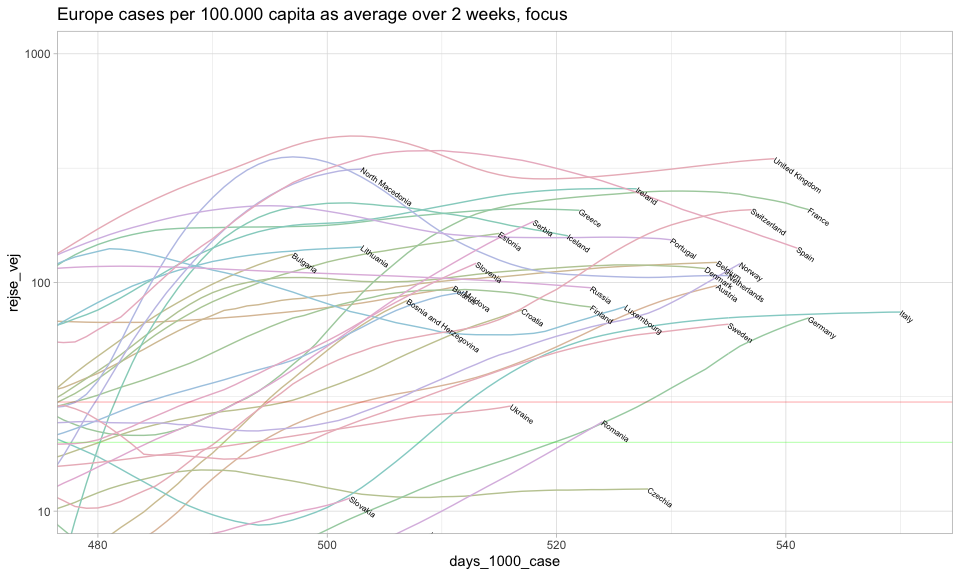 Europe cases per 100.000 capita as average over 2 weeks, focus
rejse_vej
1000
100
10
United Kingdom
North Macedonia
Ireland
France
Greece
Switzerland
Serbia
Iceland
Estonia
Portugal
Spain
Lithuania
Bulgaria
Slovenia
Belgium
Norway
Denmark
Netherlands
Austria
Russia
Moldova
Bosnia and Herzegovina
Croatia
Finland
Luxembourg
Sweden
Germany
Italy
Ukraine
Romania
Czechia
Slovakia
480
500
520
540
days_1000_case